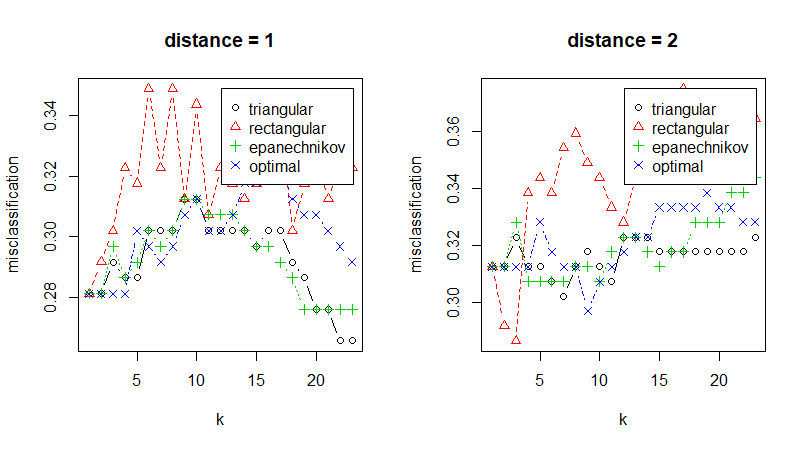 distance = 1
misclassification
0.34
0.32
0.30
0.28
triangular
rectangular
epanechnikov
optimal
5
10
15
20
k
distance = 2
misclassification
0.36
0.34
0.32
0.30
triangular
rectangular
epanechnikov
optimal
5
10
15
20
k